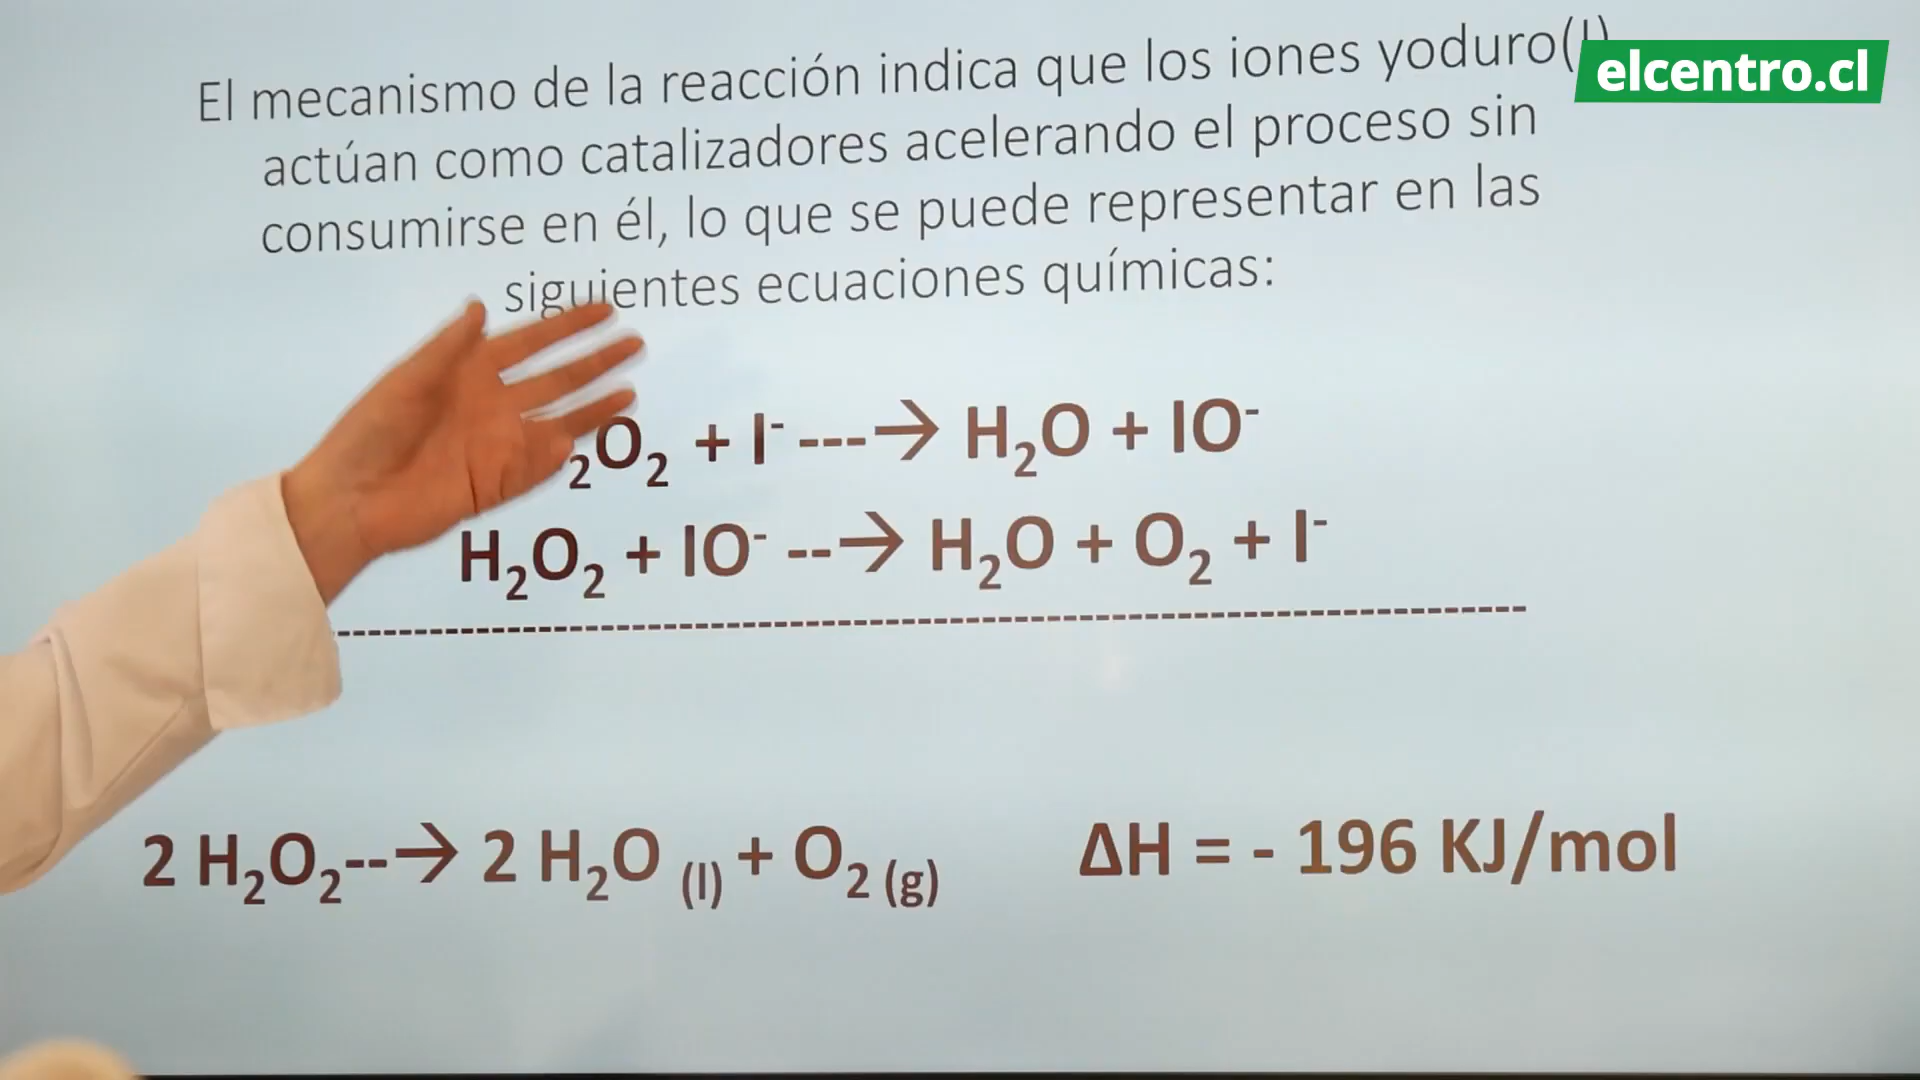 El mecanismo de la reacción indica que los iones yoduro(I)
elcentro.cl
actúan como catalizadores acelerando el proceso sin
consumirse en él, lo que se puede representar en las
siguientes ecuaciones químicas:
₂O₂ + I⁻ ---→ H₂O + IO⁻
H₂O₂ + IO⁻ --→ H₂O + O₂ + I⁻
2 H₂O₂--→ 2 H₂O (l) + O₂ (g) ΔH = - 196 KJ/mol